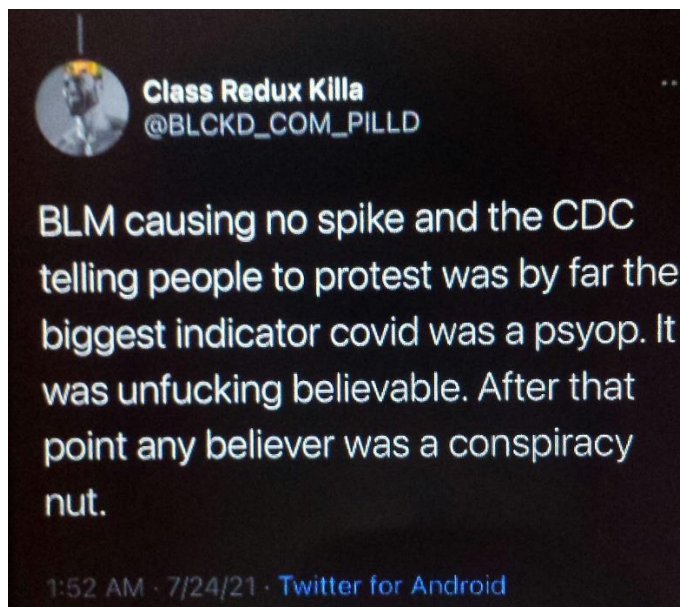 Class Redux Killa
@BLCKD_COM_PILLD
BLM causing no spike and the CDC
telling people to protest was by far the
biggest indicator covid was a psyop. It
was unfucking believable. After that
point any believer was a conspiracy
nut.
1:52 AM · 7/24/21 · Twitter for Android